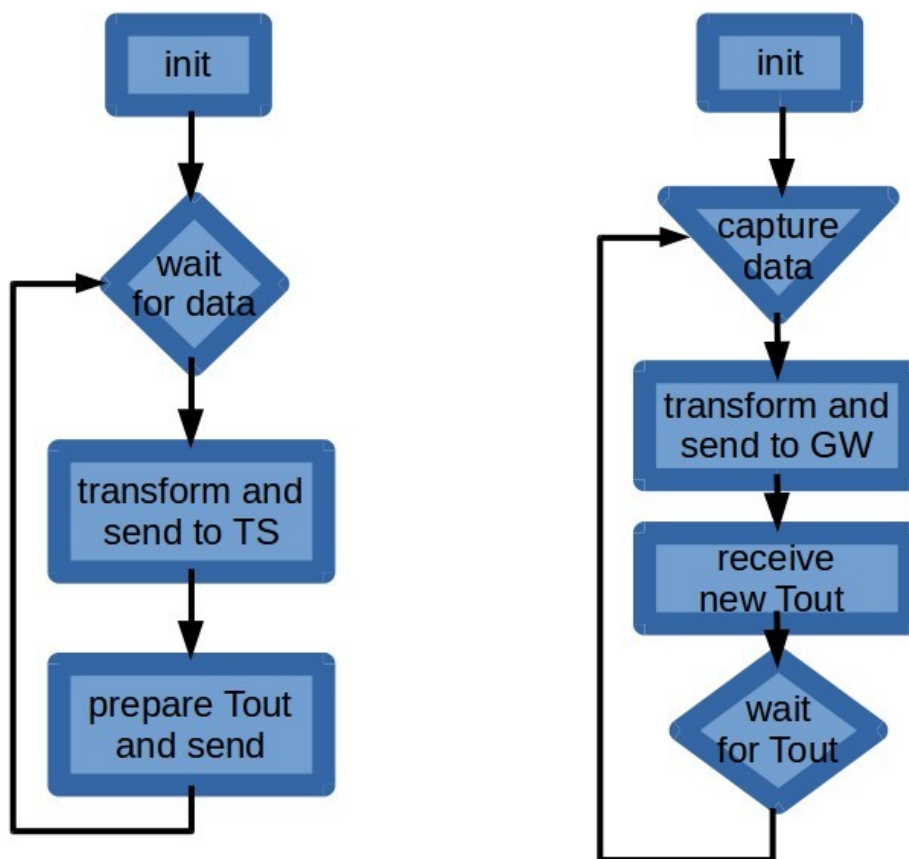 init
wait
for data
transform and
send to TS
prepare Tout
and send
init
capture
data
transform and
send to GW
receive
new Tout
wait
for Tout